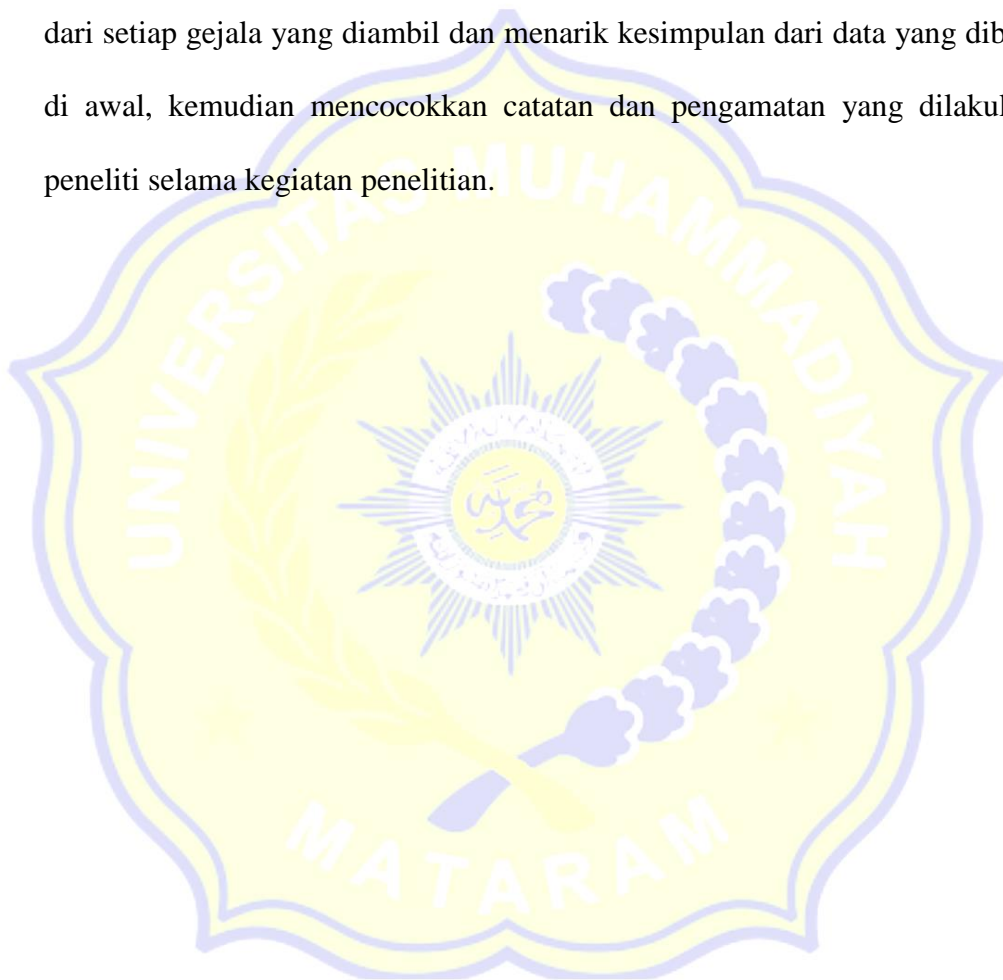 dari setiap gejala yang diambil dan menarik kesimpulan dari data yang dib
di awal, kemudian mencocokkan catatan dan pengamatan yang dilakul
peneliti selama kegiatan penelitian.
UNIVERSITAS MUHAMMADIYAH
محمد
MATARAM